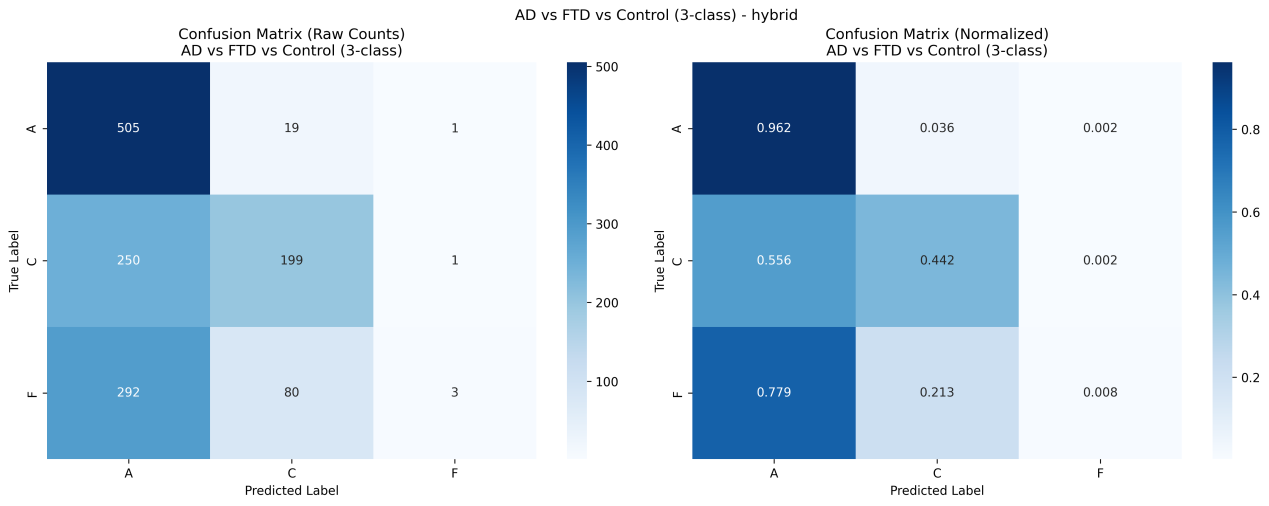 AD vs FTD vs Control (3-class) - hybrid
Confusion Matrix (Raw Counts)
AD vs FTD vs Control (3-class)
True Label
A
C
F
505
19
1
250
199
1
292
80
3
A
C
F
Predicted Label
500
400
300
200
100
Confusion Matrix (Normalized)
AD vs FTD vs Control (3-class)
True Label
A
C
F
0.962
0.036
0.002
0.556
0.442
0.002
0.779
0.213
0.008
A
C
F
Predicted Label
0.8
0.6
0.4
0.2